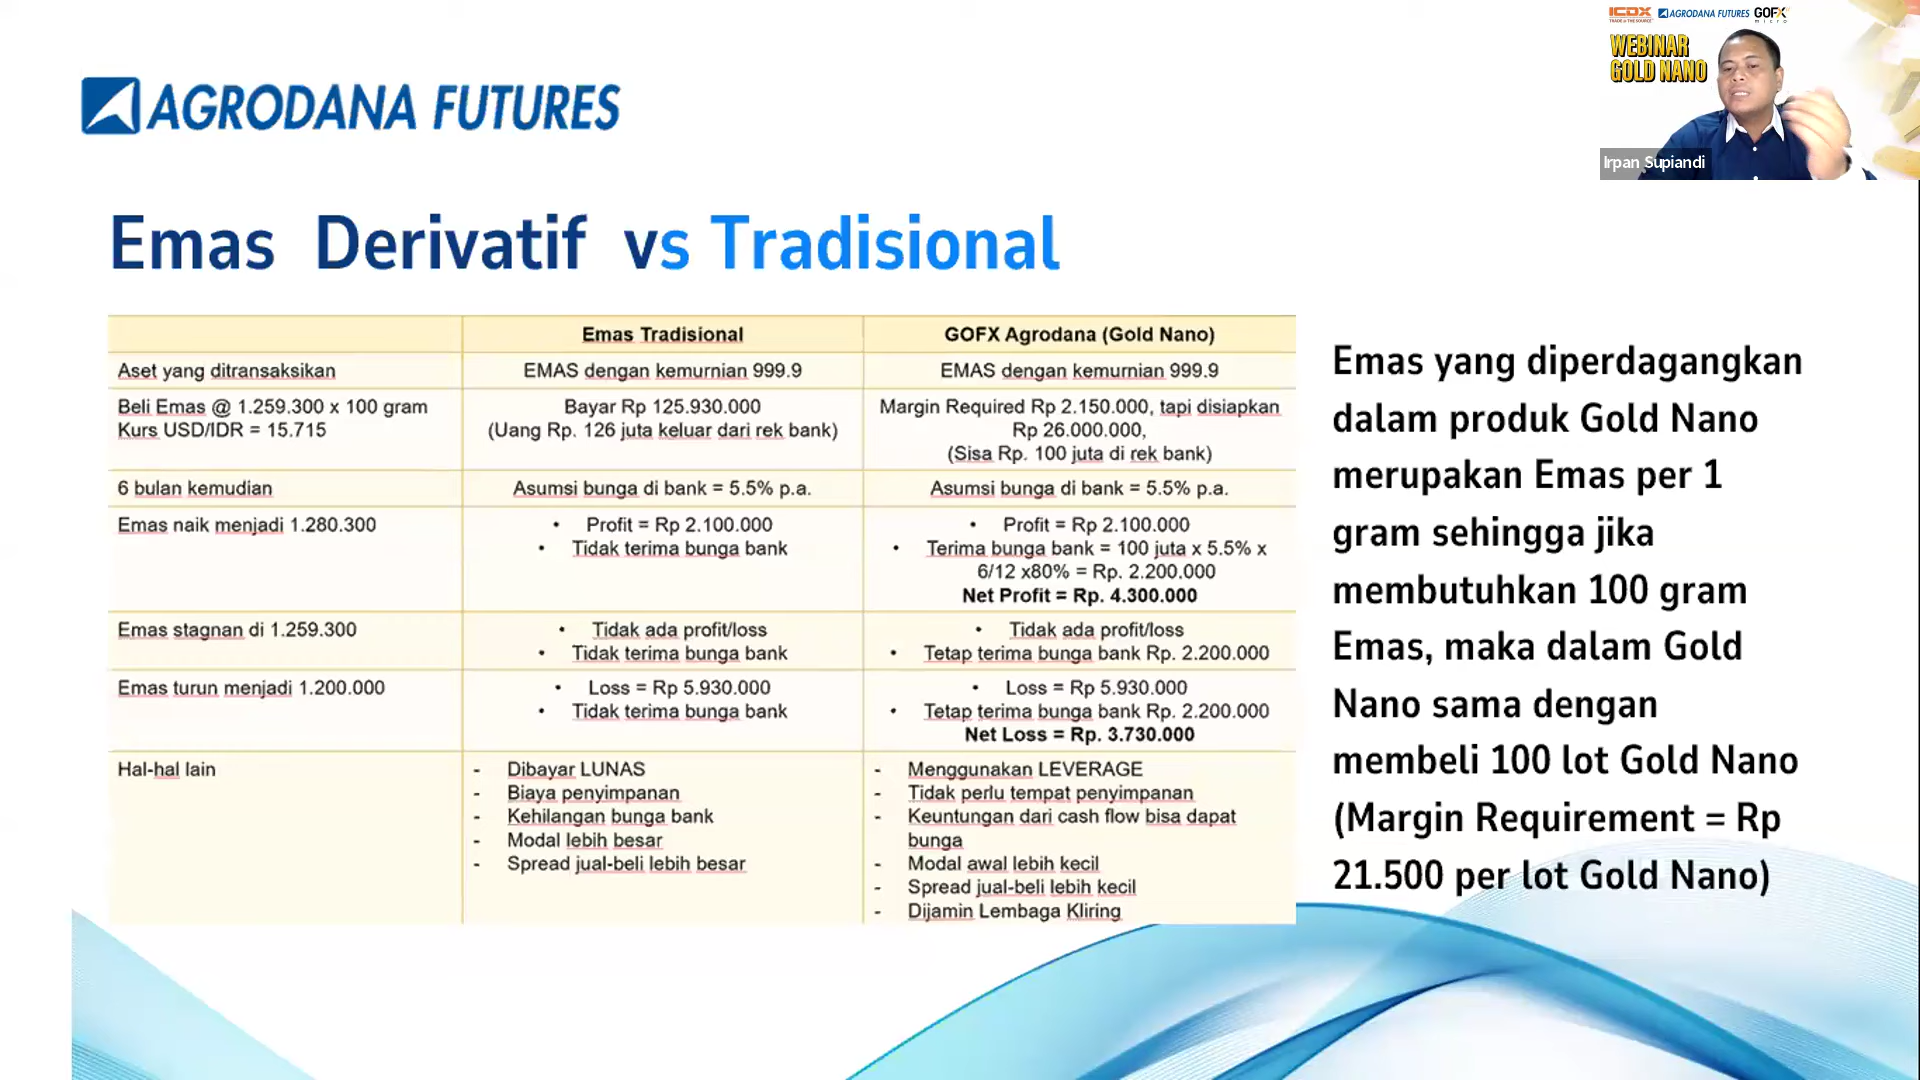 ICDX
TRADE @ THE SOURCE
AGRODANA FUTURES
GOFX
micro
WEBINAR
GOLD NANO
Irpan Supiandi
AGRODANA FUTURES
Emas Derivatif vs Tradisional
Emas Tradisional
GOFX Agrodana (Gold Nano)
Aset yang ditransaksikan
EMAS dengan kemurnian 999.9
EMAS dengan kemurnian 999.9
Beli Emas @ 1.259.300 x 100 gram
Kurs USD/IDR = 15.715
Bayar Rp 125.930.000
(Uang Rp. 126 juta keluar dari rek bank)
Margin Required Rp 2.150.000, tapi disiapkan
Rp 26.000.000,
(Sisa Rp. 100 juta di rek bank)
6 bulan kemudian
Asumsi bunga di bank = 5.5% p.a.
Asumsi bunga di bank = 5.5% p.a.
Emas naik menjadi 1.280.300
• Profit = Rp 2.100.000
• Tidak terima bunga bank
• Profit = Rp 2.100.000
• Terima bunga bank = 100 juta x 5.5% x
6/12 x80% = Rp. 2.200.000
Net Profit = Rp. 4.300.000
Emas stagnan di 1.259.300
• Tidak ada profit/loss
• Tidak terima bunga bank
• Tidak ada profit/loss
• Tetap terima bunga bank Rp. 2.200.000
Emas turun menjadi 1.200.000
• Loss = Rp 5.930.000
• Tidak terima bunga bank
• Loss = Rp 5.930.000
• Tetap terima bunga bank Rp. 2.200.000
Net Loss = Rp. 3.730.000
Hal-hal lain
- Dibayar LUNAS
- Biaya penyimpanan
- Kehilangan bunga bank
- Modal lebih besar
- Spread jual-beli lebih besar
- Menggunakan LEVERAGE
- Tidak perlu tempat penyimpanan
- Keuntungan dari cash flow bisa dapat
bunga
- Modal awal lebih kecil
- Spread jual-beli lebih kecil
- Dijamin Lembaga Kliring
Emas yang diperdagangkan
dalam produk Gold Nano
merupakan Emas per 1
gram sehingga jika
membutuhkan 100 gram
Emas, maka dalam Gold
Nano sama dengan
membeli 100 lot Gold Nano
(Margin Requirement = Rp
21.500 per lot Gold Nano)